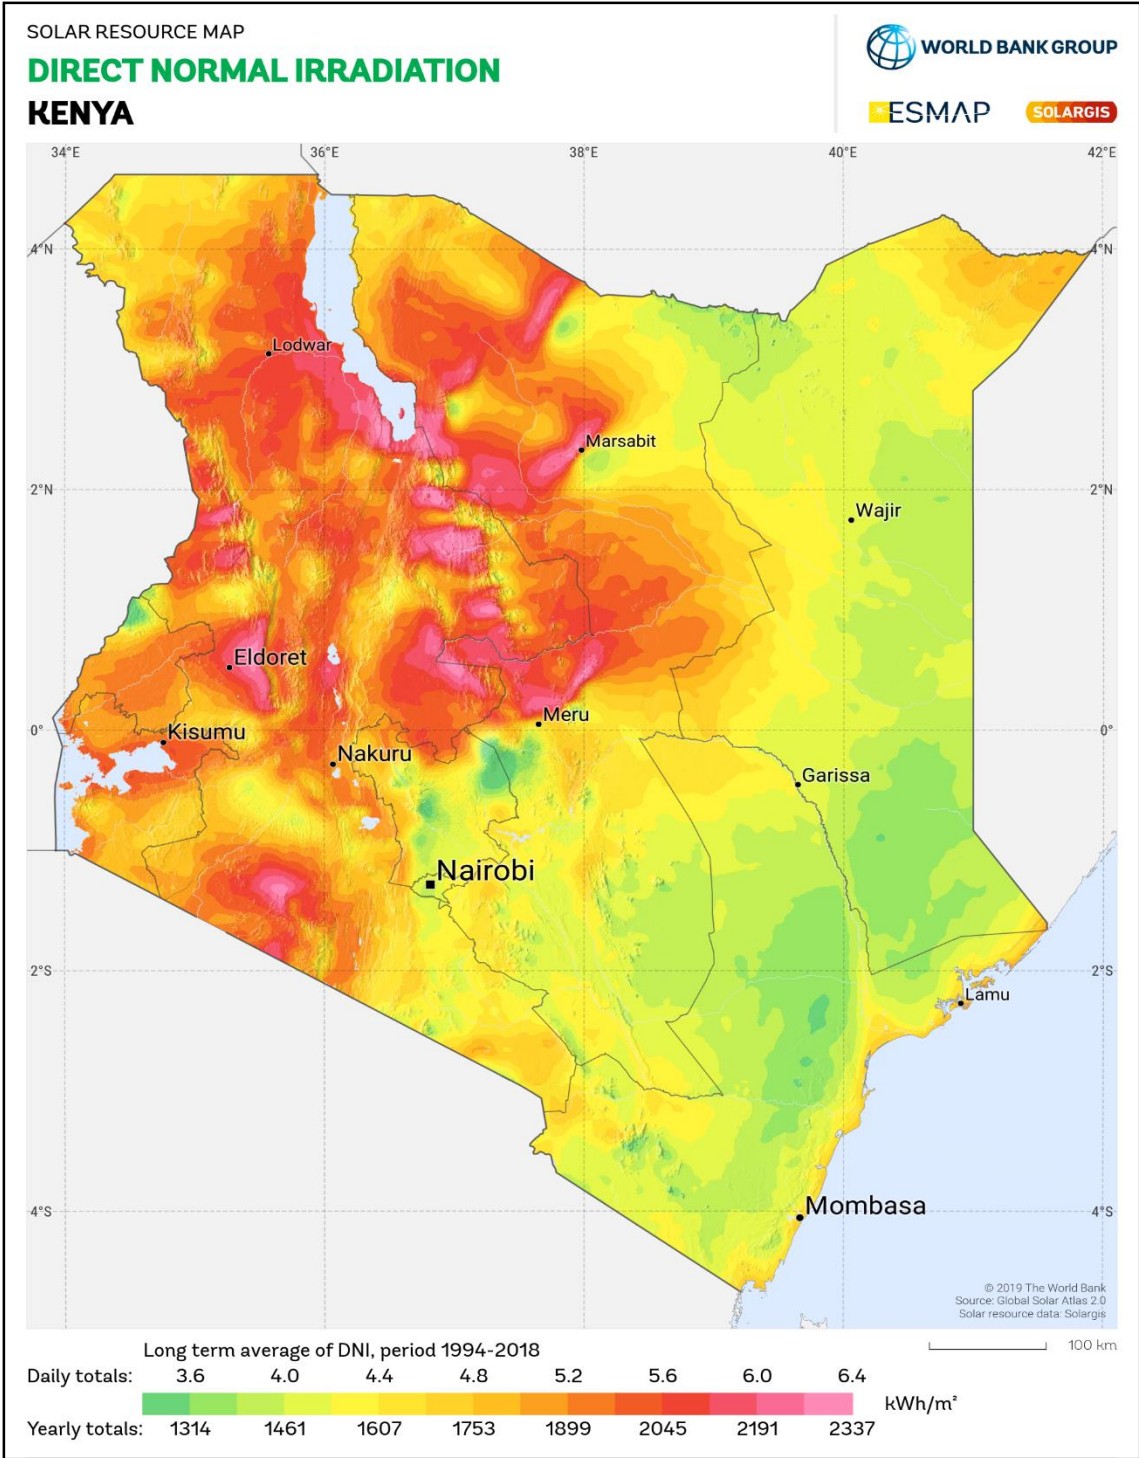 SOLAR RESOURCE MAP
DIRECT NORMAL IRRADIATION
KENYA
WORLD BANK GROUP
ESMAP
SOLARGIS
34°E 36°E 38°E 40°E 42°E
4°N 4°N
Lodwar
Marsabit
2°N 2°N
Wajir
Eldoret
Meru
0° 0°
Kisumu
Nakuru
Garissa
Nairobi
2°S 2°S
Lamu
Mombasa
4°S 4°S
© 2019 The World Bank
Source: Global Solar Atlas 2.0
Solar resource data: Solargis
100 km
Long term average of DNI, period 1994-2018
Daily totals: 3.6 4.0 4.4 4.8 5.2 5.6 6.0 6.4
kWh/m²
Yearly totals: 1314 1461 1607 1753 1899 2045 2191 2337